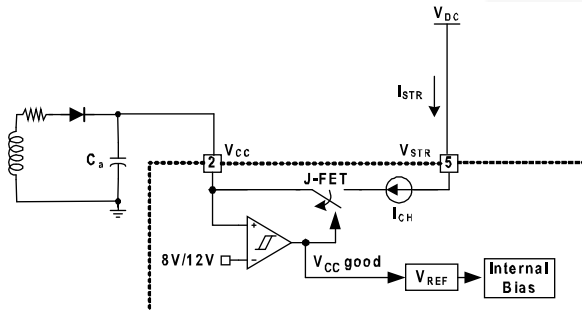 VDC
ISTR
Ca
VCC
VSTR
2
5
J-FET
ICH
+
-
8V/12V
VCC good
VREF
Internal
Bias